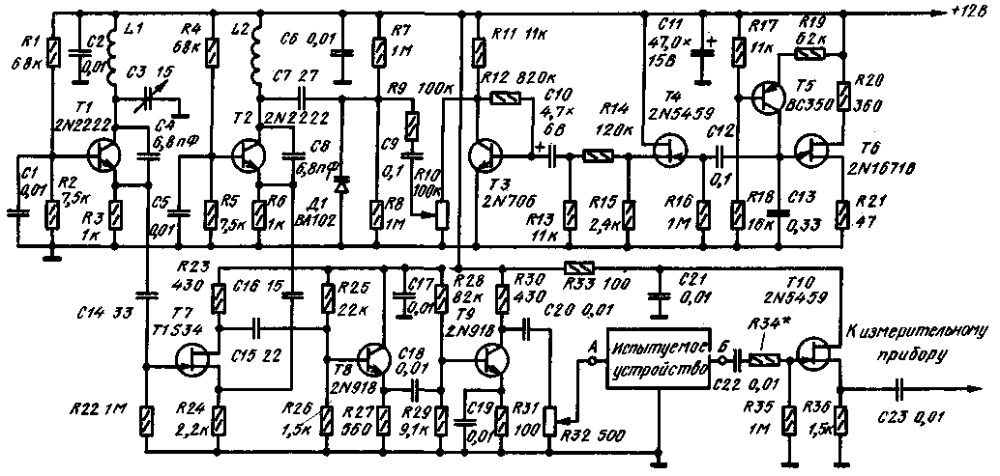 +12В
R1
68к
C2
0,01
L1
C3 15
R4
68к
L2
C6 0,01
R7
1М
R11 11к
C11
47,0×
15В
R17
11к
R19
62к
T1
2N2222
C4
6,8пФ
T2
C7 27
2N2222
R9 100к
R12 820к
C10
4,7×
6В
R14
120к
T4
2N5459
C12
0,1
T5
BC350
R20
360
C1
0,01
R2
7,5к
R3
1к
C5
0,01
R5
7,5к
R6
1к
C8
6,8пФ
Д1
BA102
C9
0,1
R8
1М
R10
100к
T3
2N706
R13
11к
R15
2,4к
R16
1М
R18
16к
C13
0,33
T6
2N1671B
R21
47
R23
430
C14 33
T7
T1S34
C16 15
C15 22
R25
22к
C17
0,01
R28
82к
T9
2N918
R30
430
C20 0,01
R33 100
C21
0,01
T10
2N5459
R34*
К измерительному
прибору
T8
2N918
C18
0,01
А
Испытуемое
устройство
Б
C22 0,01
R22 1М
R24
2,2к
R26
1,5к
R27
560
R29
9,1к
C19
0,01
R31
100
R32 500
R35
1М
R36
1,5к
C23 0,01